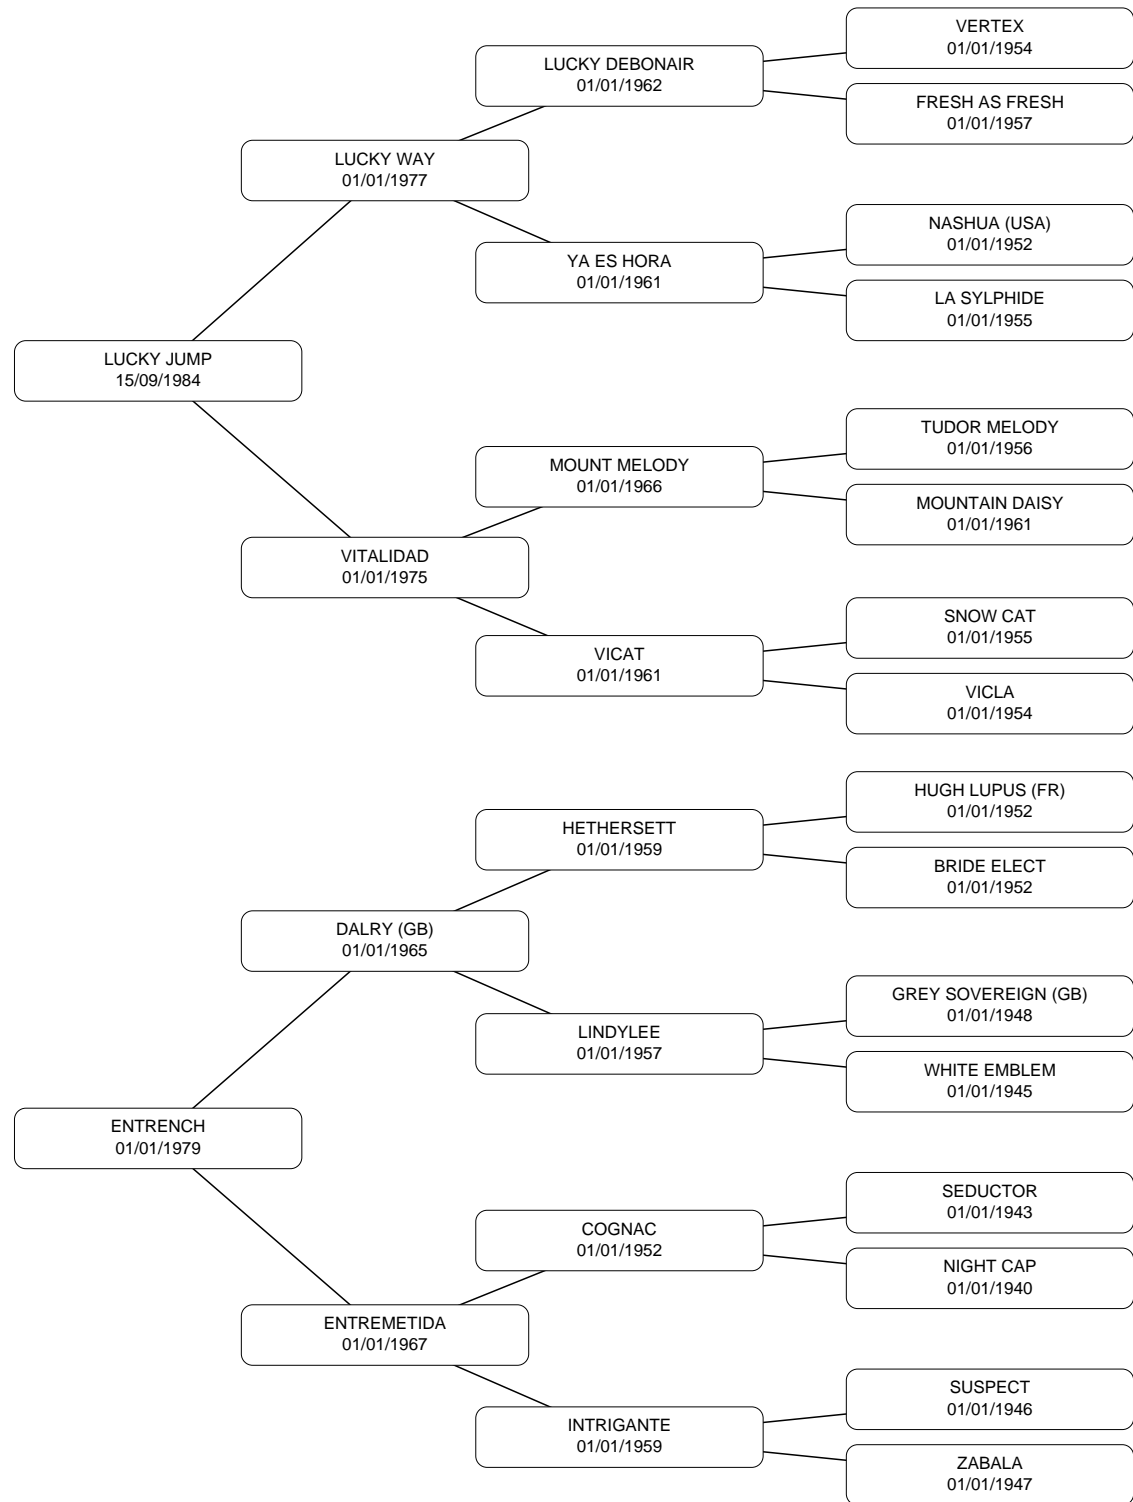 VERTEX
01/01/1954
LUCKY DEBONAIR
01/01/1962
FRESH AS FRESH
01/01/1957
LUCKY WAY
01/01/1977
NASHUA (USA)
01/01/1952
YA ES HORA
01/01/1961
LA SYLPHIDE
01/01/1955
LUCKY JUMP
15/09/1984
TUDOR MELODY
01/01/1956
MOUNT MELODY
01/01/1966
MOUNTAIN DAISY
01/01/1961
VITALIDAD
01/01/1975
SNOW CAT
01/01/1955
VICAT
01/01/1961
VICLA
01/01/1954
HUGH LUPUS (FR)
01/01/1952
HETHERSETT
01/01/1959
BRIDE ELECT
01/01/1952
DALRY (GB)
01/01/1965
GREY SOVEREIGN (GB)
01/01/1948
LINDYLEE
01/01/1957
WHITE EMBLEM
01/01/1945
ENTRENCH
01/01/1979
SEDUCTOR
01/01/1943
COGNAC
01/01/1952
NIGHT CAP
01/01/1940
ENTREMETIDA
01/01/1967
SUSPECT
01/01/1946
INTRIGANTE
01/01/1959
ZABALA
01/01/1947